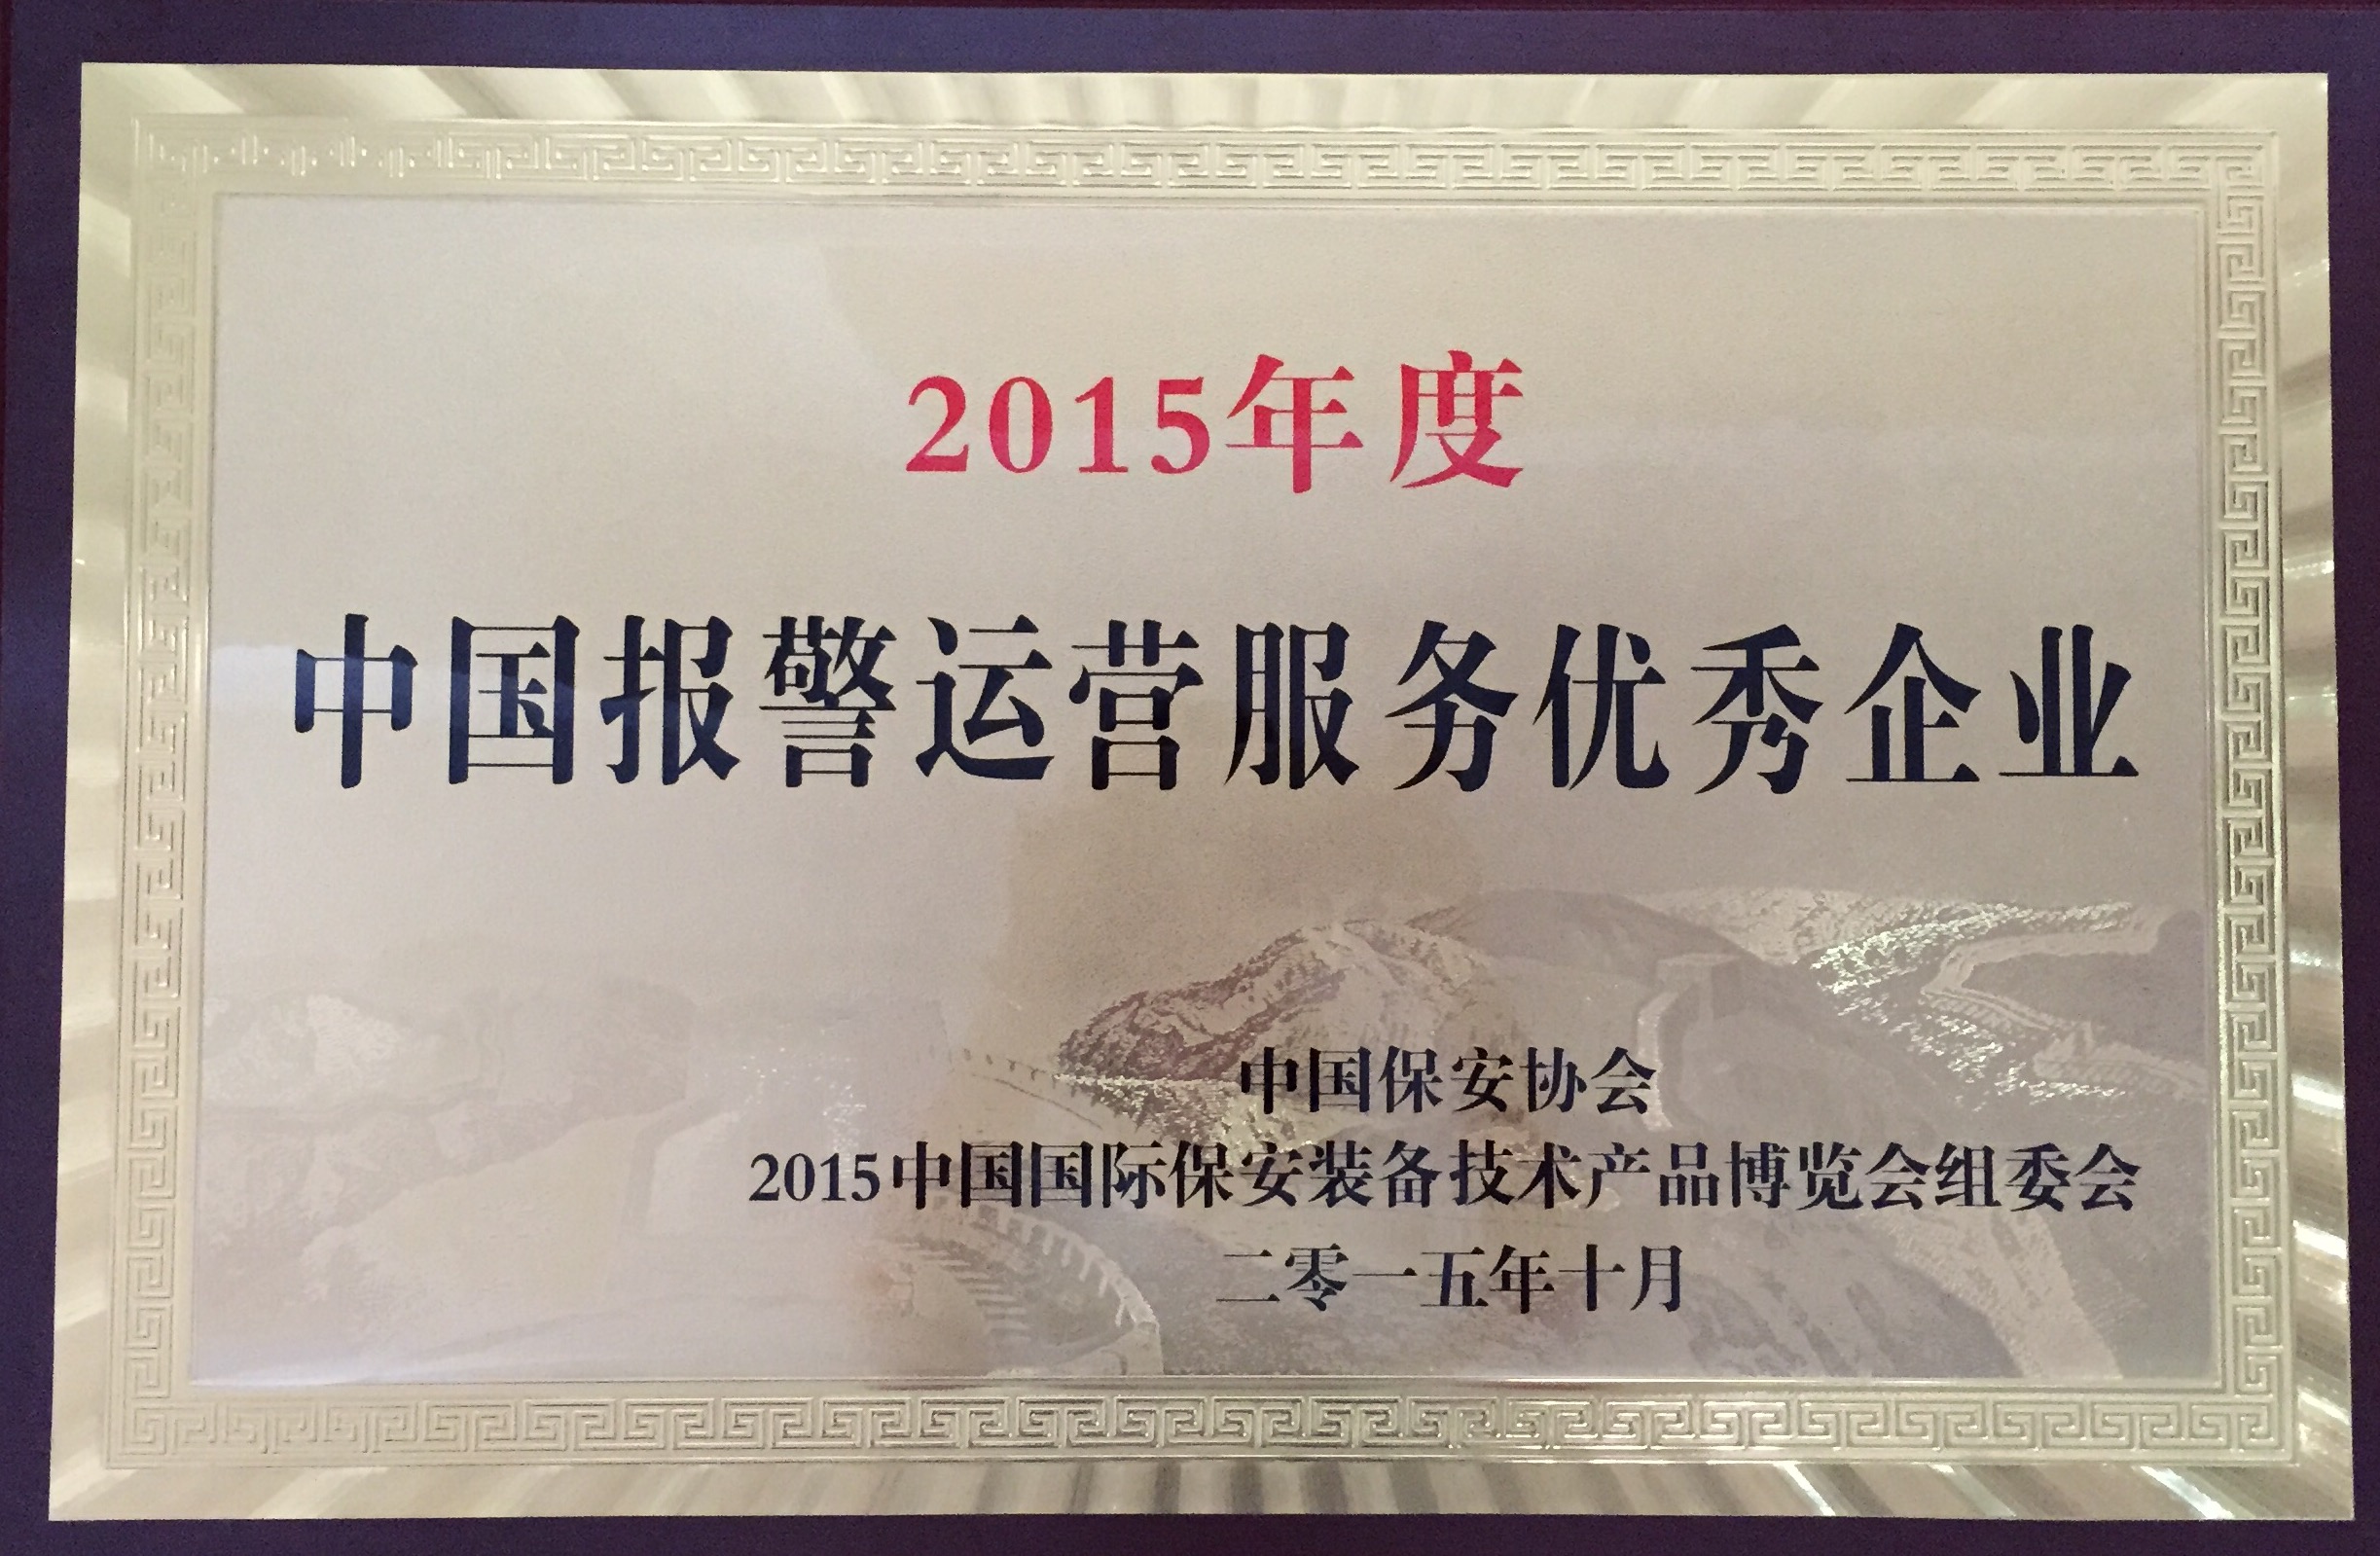 2015年度
中国报警运营服务优秀企业
中国保安协会
2015中国国际保安装备技术产品博览会组委会
二零一五年十月